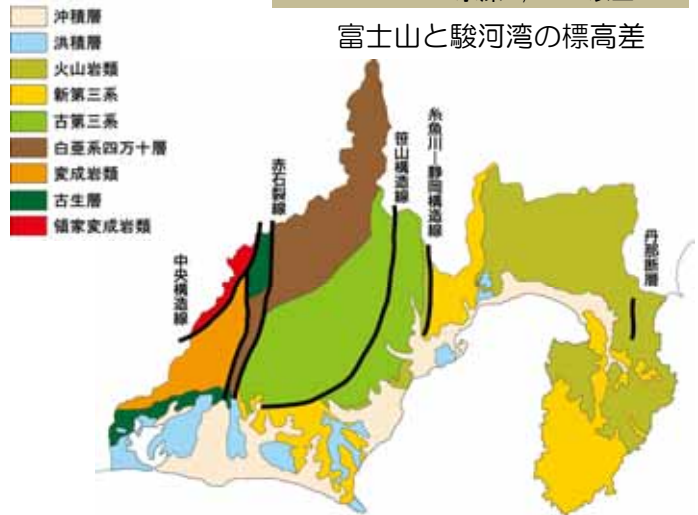 富士山と駿河湾の標高差
沖積層
洪積層
火山岩類
新第三系
古第三系
白亜系四万十層
変成岩類
古生層
領家変成岩類
中央構造線
赤石裂線
笹山構造線
糸魚川―静岡構造線
丹那断層